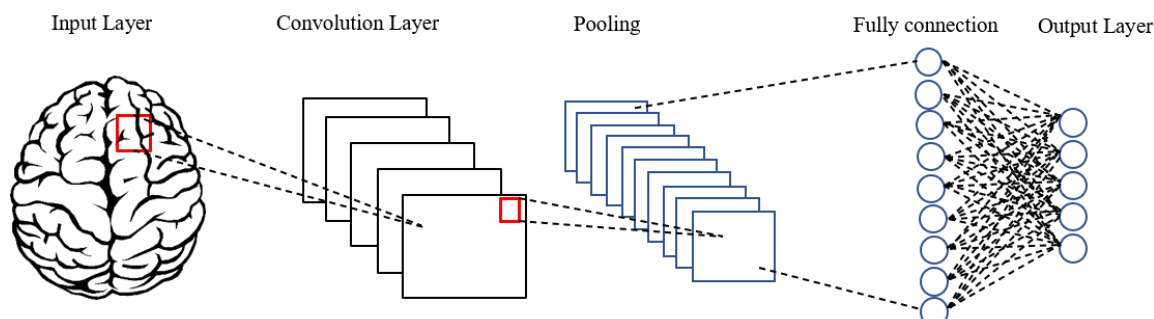 Input Layer
Convolution Layer
Pooling
Fully connection
Output Layer